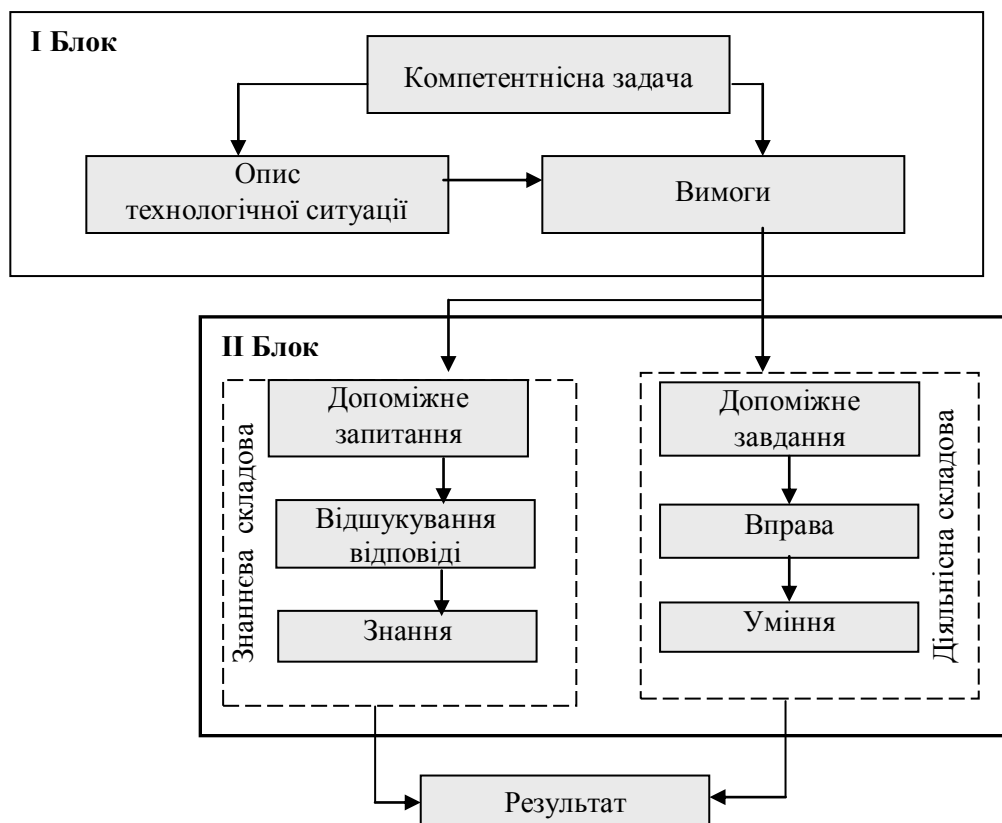 І Блок
Компетентнісна задача
Опис
технологічної ситуації
Вимоги
ІІ Блок
Знаннєва складова
Допоміжне
запитання
Відшукування
відповіді
Знання
Допоміжне
завдання
Вправа
Уміння
Діяльнісна складова
Результат